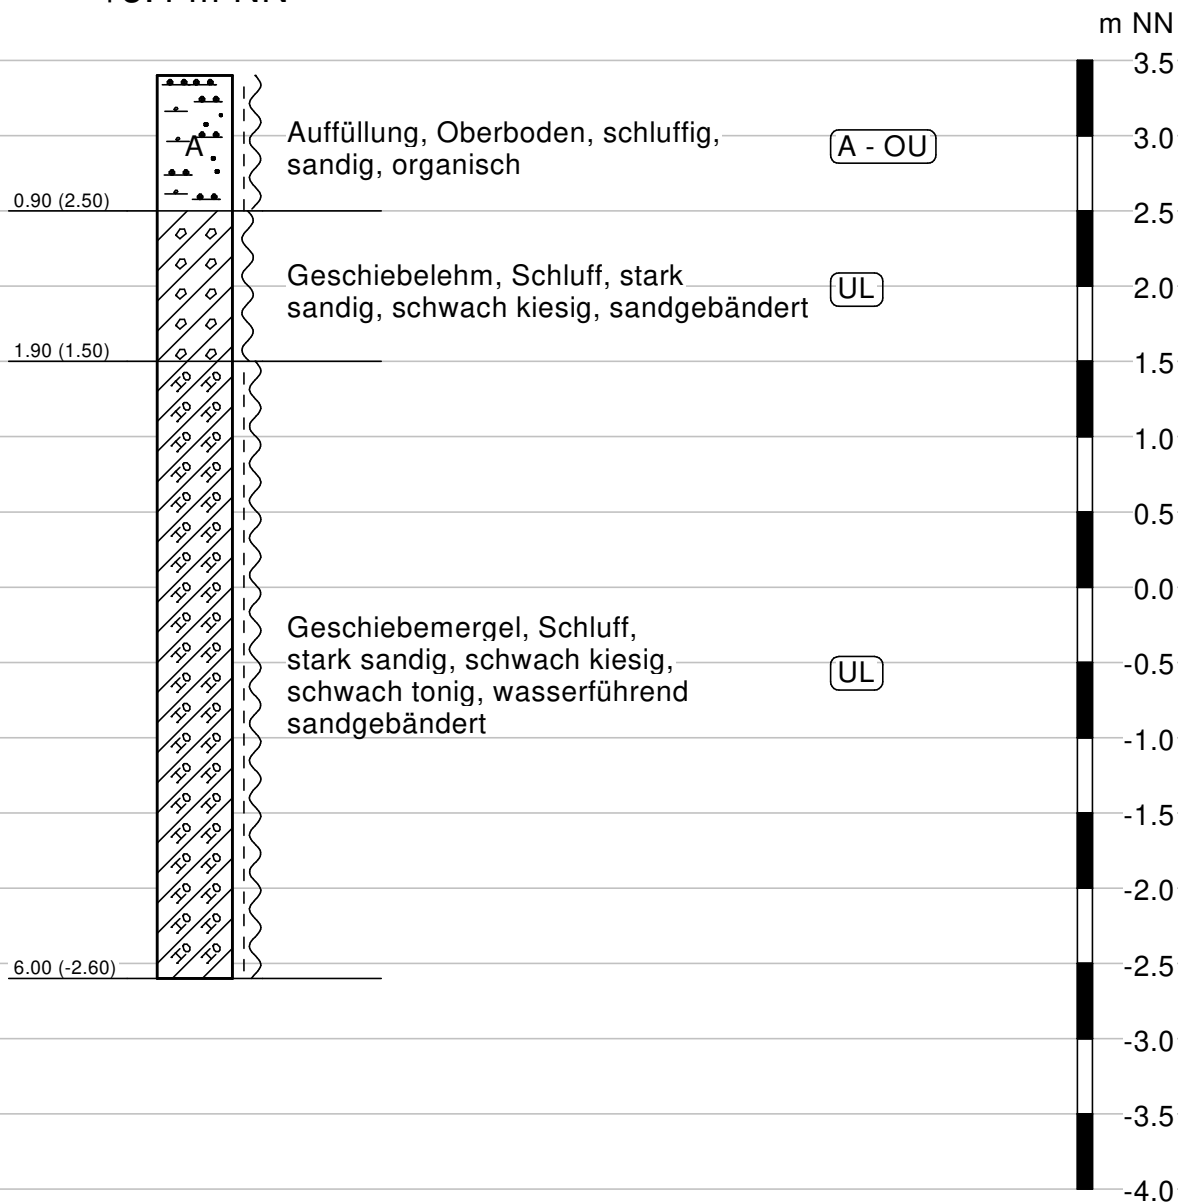 m NN
3.5
A
Auffüllung, Oberboden, schluffig,
sandig, organisch
A - OU
3.0
0.90 (2.50)
2.5
Geschiebelehm, Schluff, stark
sandig, schwach kiesig, sandgebändert
UL
2.0
1.90 (1.50)
1.5
1.0
0.5
0.0
Geschiebemergel, Schluff,
stark sandig, schwach kiesig,
schwach tonig, wasserführend
sandgebändert
UL
-0.5
-1.0
-1.5
-2.0
6.00 (-2.60)
-2.5
-3.0
-3.5
-4.0